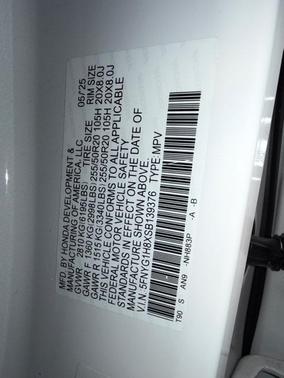 MFD. BY HONDA DEVELOPMENT &
MANUFACTURING OF AMERICA, LLC 05/'25
GVWR 2810 KG(6195LBS) TIRE SIZE RIM SIZE
GAWR F 1360 KG(2998LBS) 255/50R20 105H 20X8.0J
GAWR R 1515 KG(3340LBS) 255/50R20 105H 20X8.0J
THIS VEHICLE CONFORMS TO ALL APPLICABLE
FEDERAL MOTOR VEHICLE SAFETY
STANDARDS IN EFFECT ON THE DATE OF
MANUFACTURE SHOWN ABOVE.
V.I.N. 5FNYG1H8XSB139376 TYPE:MPV
T90 S AN9 -NH883P -A -B